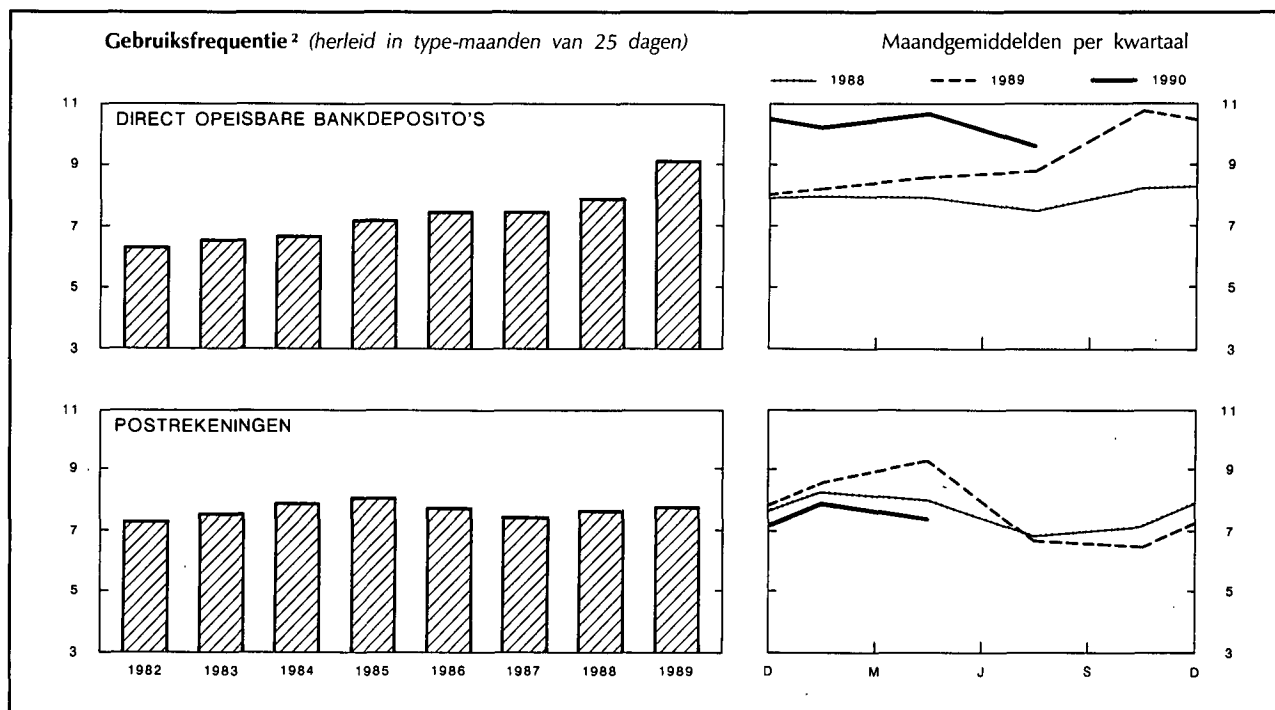 Gebruiksfrequentie ² (herleid in type-maanden van 25 dagen)
Maandgemiddelden per kwartaal
1988 1989 1990
11
DIRECT OPEISBARE BANKDEPOSITO'S
9
7
5
3
11
9
7
5
3
11
POSTREKENINGEN
9
7
5
3
1982 1983 1984 1985 1986 1987 1988 1989
11
9
7
5
3
D M J S D